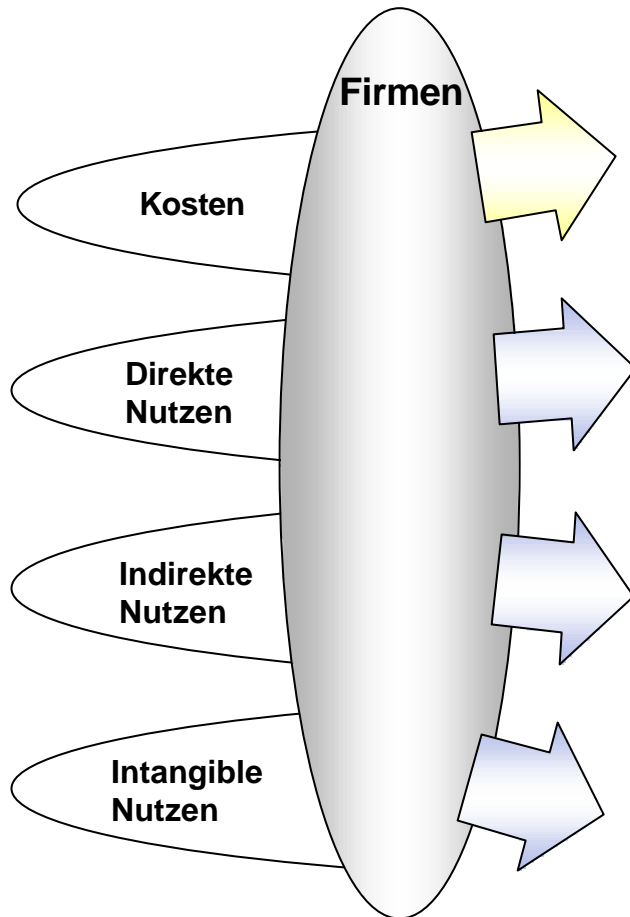 Firmen
Kosten
Direkte
Nutzen
Indirekte
Nutzen
Intangible
Nutzen